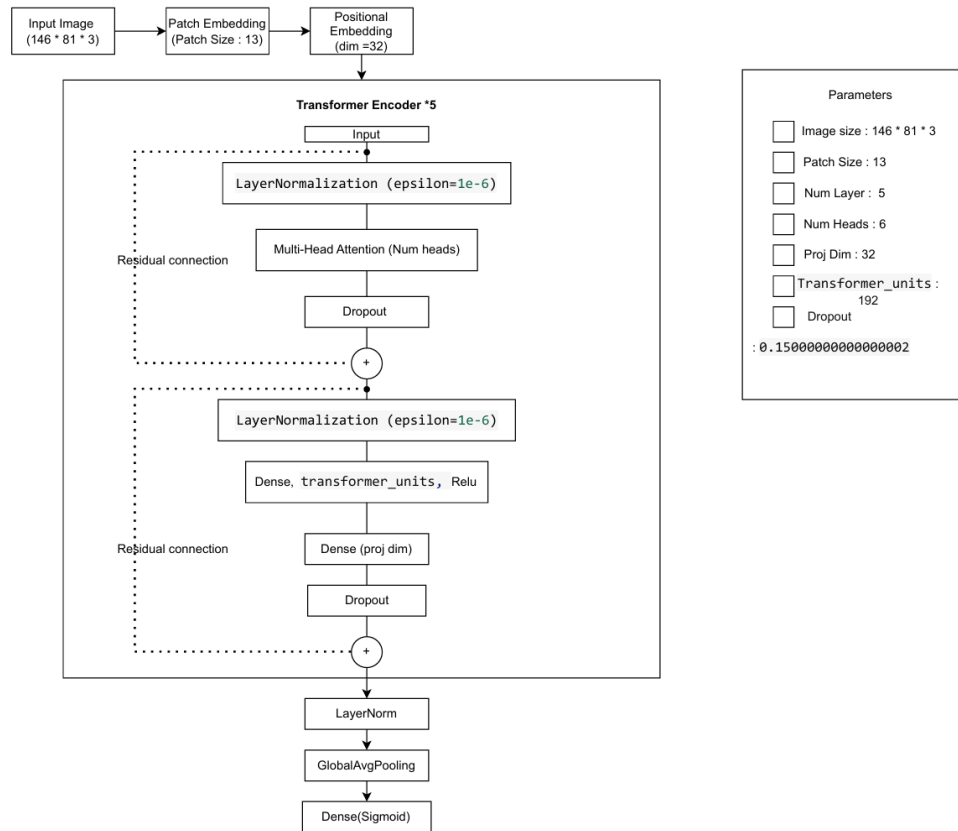 Input Image
(146 * 81 * 3)
Patch Embedding
(Patch Size : 13)
Positional
Embedding
(dim =32)
Transformer Encoder *5
Input
LayerNormalization (epsilon=1e-6)
Multi-Head Attention (Num heads)
Residual connection
Dropout
+
LayerNormalization (epsilon=1e-6)
Dense, transformer_units, Relu
Residual connection
Dense (proj dim)
Dropout
+
LayerNorm
GlobalAvgPooling
Dense(Sigmoid)
Parameters
Image size : 146 * 81 * 3
Patch Size : 13
Num Layer : 5
Num Heads : 6
Proj Dim : 32
Transformer_units :
192
Dropout
: 0.15000000000000002